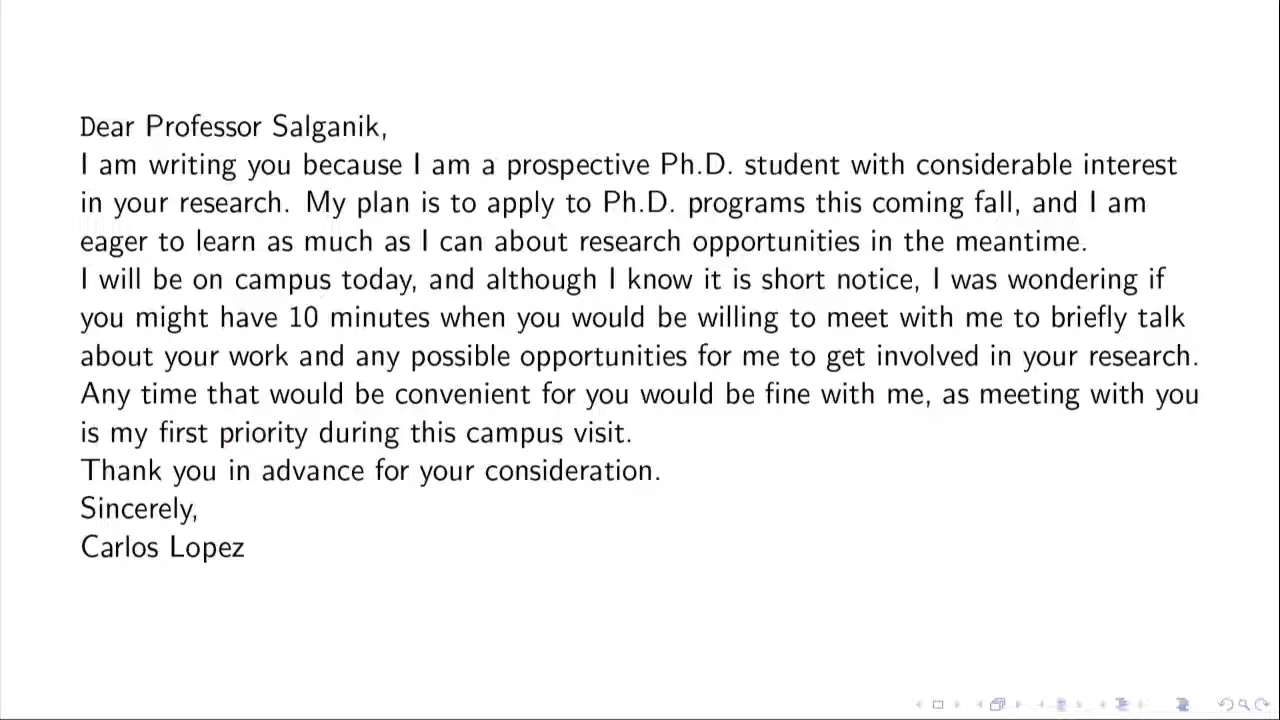 Dear Professor Salganik,
I am writing you because I am a prospective Ph.D. student with considerable interest
in your research. My plan is to apply to Ph.D. programs this coming fall, and I am
eager to learn as much as I can about research opportunities in the meantime.
I will be on campus today, and although I know it is short notice, I was wondering if
you might have 10 minutes when you would be willing to meet with me to briefly talk
about your work and any possible opportunities for me to get involved in your research.
Any time that would be convenient for you would be fine with me, as meeting with you
is my first priority during this campus visit.
Thank you in advance for your consideration.
Sincerely,
Carlos Lopez